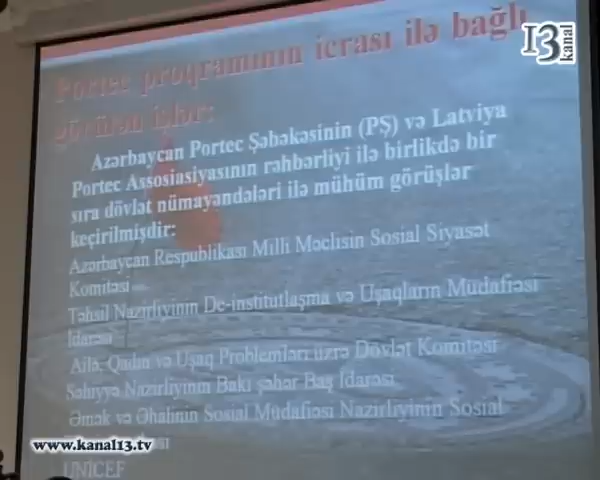 13 kanal
Portec proqramının icrası ilə bağlı
görülən işlər:
Azərbaycan Portec Şəbəkəsinin (PŞ) və Latviya
Portec Assosiasiyasının rəhbərliyi ilə birlikdə bir
sıra dövlət nümayəndələri ilə mühüm görüşlər
keçirilmişdir:
Azərbaycan Respublikası Milli Məclisin Sosial Siyasət
Komitəsi
Təhsil Nazirliyinin De-institutlaşma və Uşaqların Müdafiəsi
İdarəsi
Ailə, Qadın və Uşaq Problemləri üzrə Dövlət Komitəsi
Səhiyyə Nazirliyinin Bakı şəhər Baş İdarəsi
Əmək və Əhalinin Sosial Müdafiəsi Nazirliyinin Sosial
www.kanal13.tv
UNICEF